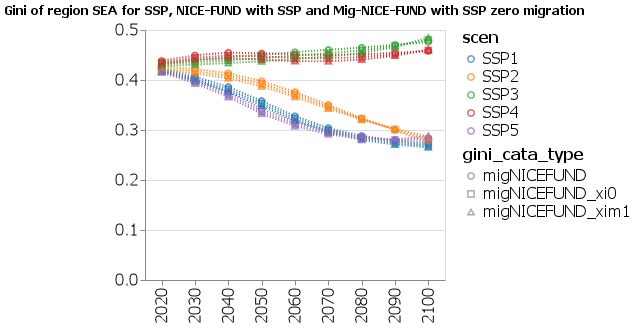 Gini of region SEA for SSP, NICE-FUND with SSP and Mig-NICE-FUND with SSP zero migration
0.5
0.4
0.3
0.2
0.1
0.0
2020
2030
2040
2050
2060
2070
2080
2090
2100
scen
SSP1
SSP2
SSP3
SSP4
SSP5
gini_cata_type
migNICEFUND
migNICEFUND_xi0
migNICEFUND_xim1